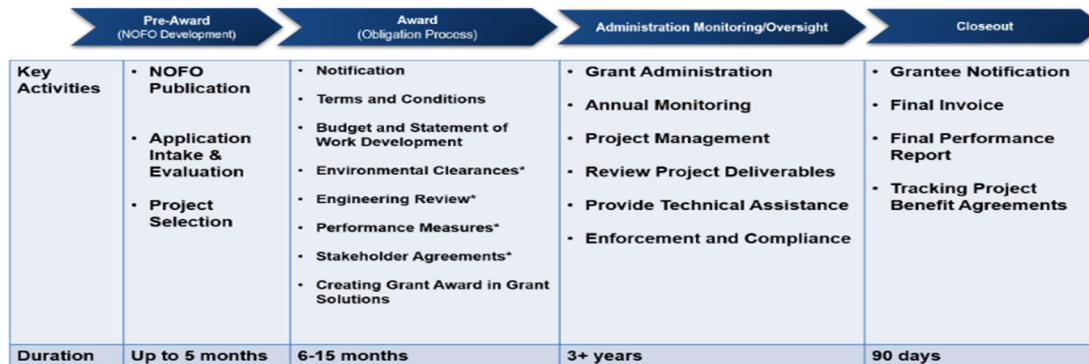 Pre-Award
(NOFO Development)
Award
(Obligation Process)
Administration Monitoring/Oversight
Closeout
Key
Activities
• NOFO
Publication
• Application
Intake &
Evaluation
• Project
Selection
• Notification
• Terms and Conditions
• Budget and Statement of
Work Development
• Environmental Clearances*
• Engineering Review*
• Performance Measures*
• Stakeholder Agreements*
• Creating Grant Award in Grant
Solutions
• Grant Administration
• Annual Monitoring
• Project Management
• Review Project Deliverables
• Provide Technical Assistance
• Enforcement and Compliance
• Grantee Notification
• Final Invoice
• Final Performance
Report
• Tracking Project
Benefit Agreements
Duration
Up to 5 months
6-15 months
3+ years
90 days